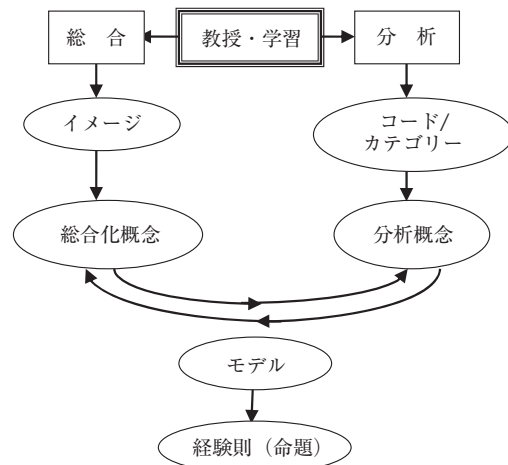 総 合
教授・学習
分 析
イメージ
コード/
カテゴリー
総合化概念
分析概念
モデル
経験則（命題）